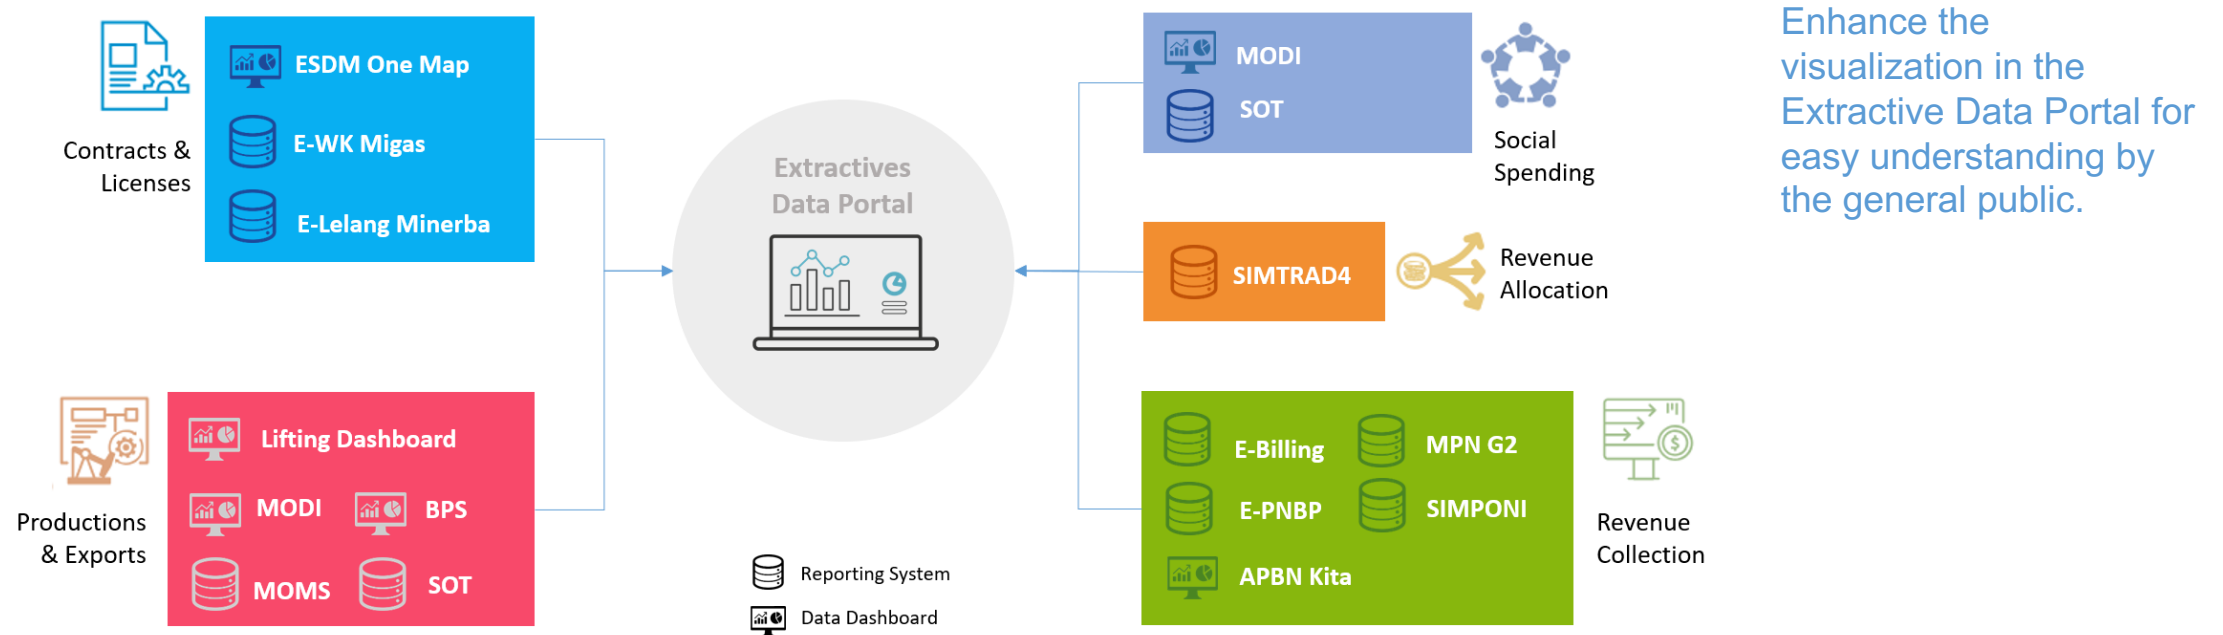 Contracts &
Licenses
ESDM One Map
E-WK Migas
E-Lelang Minerba
Productions
& Exports
Lifting Dashboard
MODI
BPS
MOMS
SOT
Extractives
Data Portal
Reporting System
Data Dashboard
MODI
SOT
Social
Spending
SIMTRAD4
Revenue
Allocation
E-Billing
MPN G2
E-PNBP
SIMPONI
APBN Kita
Revenue
Collection
Enhance the
visualization in the
Extractive Data Portal for
easy understanding by
the general public.